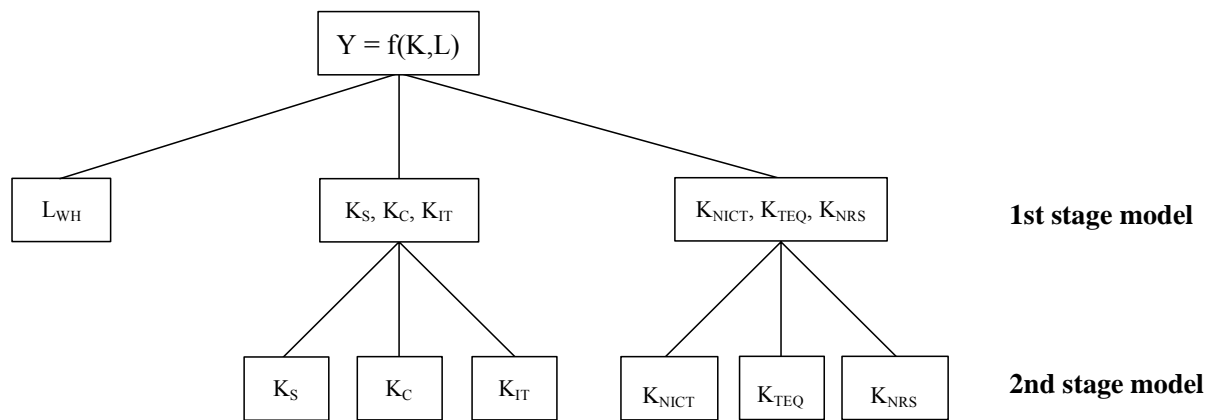 Y = f(K,L)
L_WH
K_S, K_C, K_IT
K_NICT, K_TEQ, K_NRS
1st stage model
K_S
K_C
K_IT
K_NICT
K_TEQ
K_NRS
2nd stage model